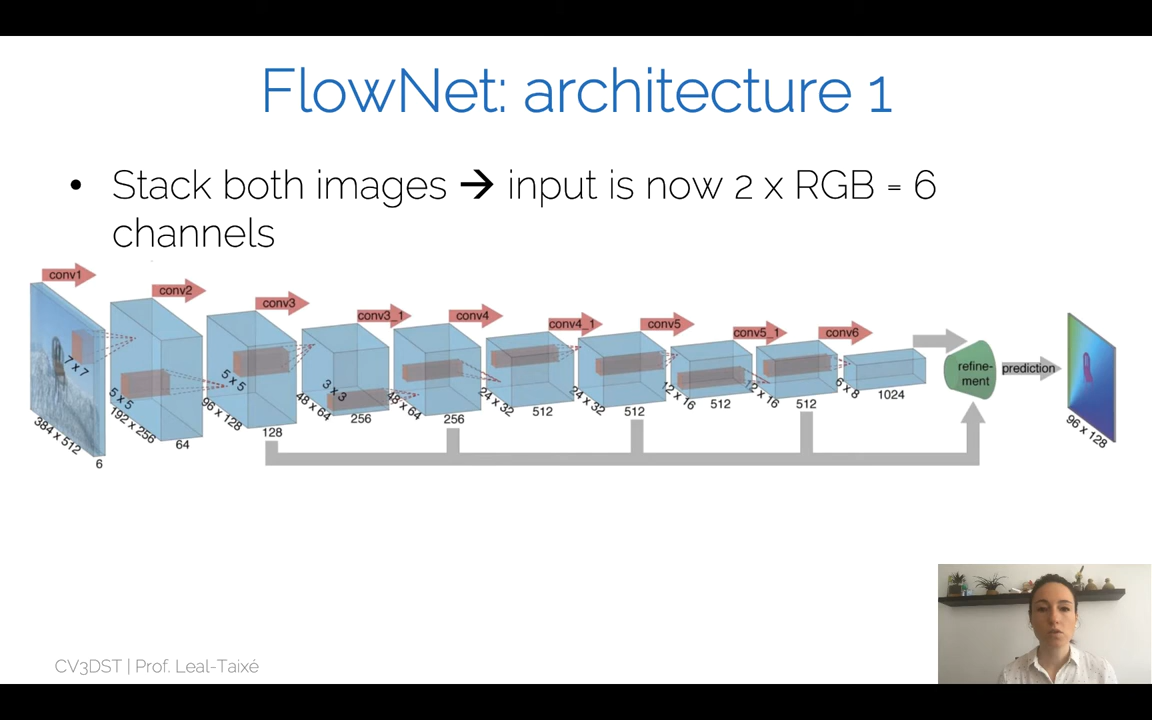 FlowNet: architecture 1
• Stack both images → input is now 2 x RGB = 6
channels
conv1
conv2
conv3
conv3_1
conv4
conv4_1
conv5
conv5_1
conv6
7 x 7
384 x 512
6
5 x 5
192 x 256
64
5 x 5
96 x 128
128
3 x 3
48 x 64
256
48 x 64
256
24 x 32
512
24 x 32
512
12 x 16
512
12 x 16
512
6 x 8
1024
refine-
ment
prediction
96 x 128
CV3DST | Prof. Leal-Taixé